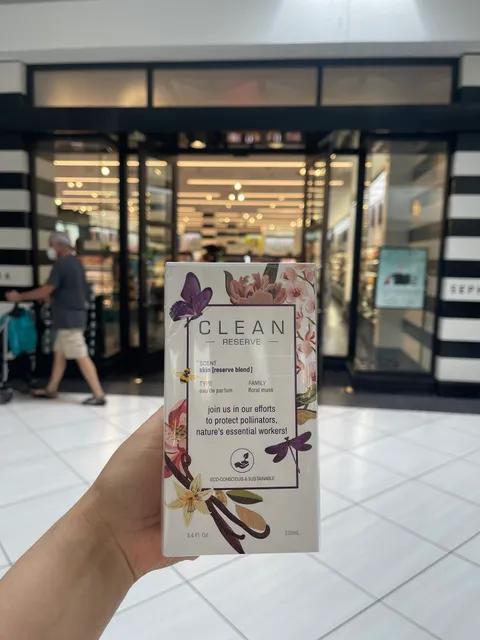 CLEAN
RESERVE
SCENT
skin [reserve blend]
TYPE FAMILY
eau de parfum floral musk
join us in our efforts
to protect pollinators,
nature's essential workers!
ECO-CONSCIOUS & SUSTAINABLE
3.4 Fl. Oz 100mL
SEPH